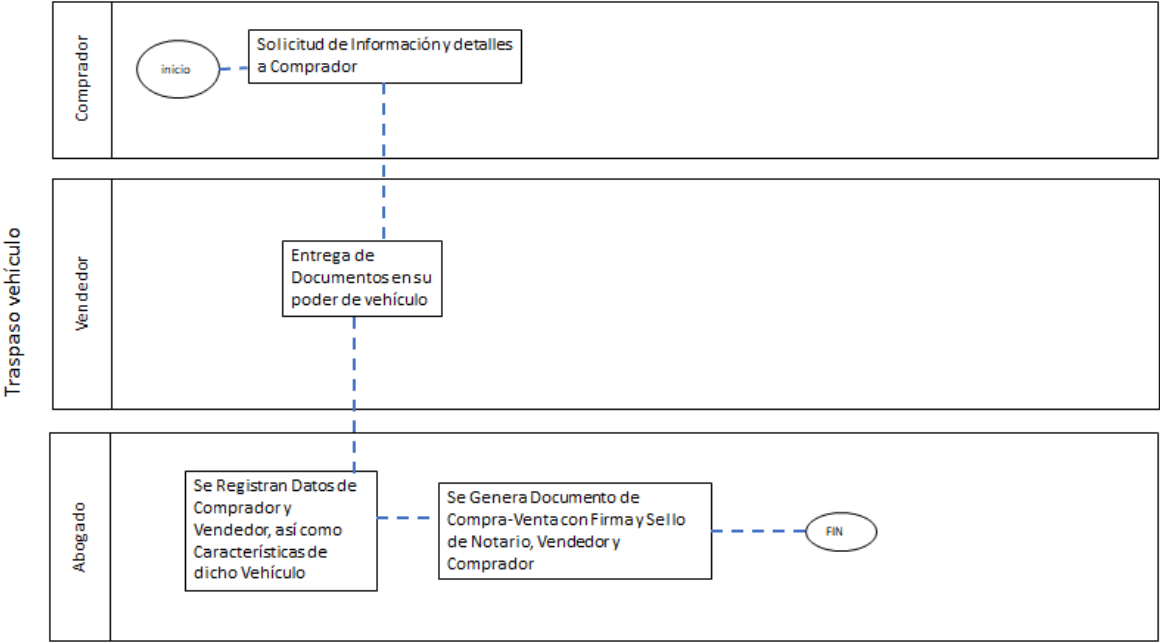 Traspaso vehículo
Comprador
inicio
Solicitud de Información y detalles
a Comprador
Vendedor
Entrega de
Documentos en su
poder de vehículo
Abogado
Se Registran Datos de
Comprador y
Vendedor, así como
Características de
dicho Vehículo
Se Genera Documento de
Compra-Venta con Firma y Sello
de Notario, Vendedor y
Comprador
FIN